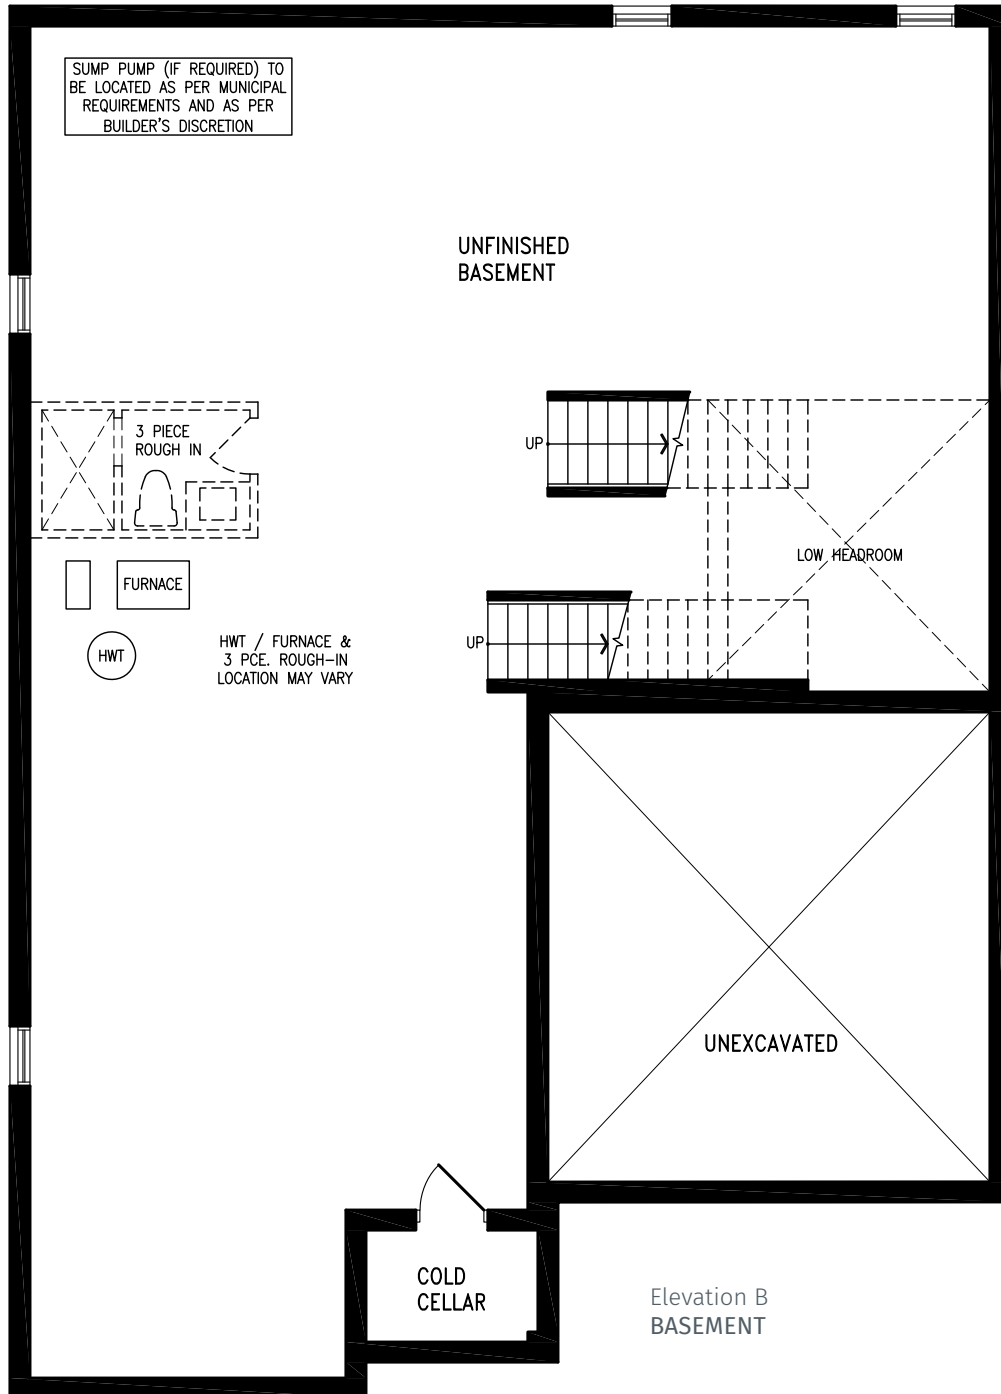 SUMP PUMP (IF REQUIRED) TO
BE LOCATED AS PER MUNICIPAL
REQUIREMENTS AND AS PER
BUILDER'S DISCRETION
UNFINISHED
BASEMENT
3 PIECE
ROUGH IN
UP
LOW HEADROOM
FURNACE
UP
HWT
HWT / FURNACE &
3 PCE. ROUGH-IN
LOCATION MAY VARY
UNEXCAVATED
COLD
CELLAR
Elevation B
BASEMENT